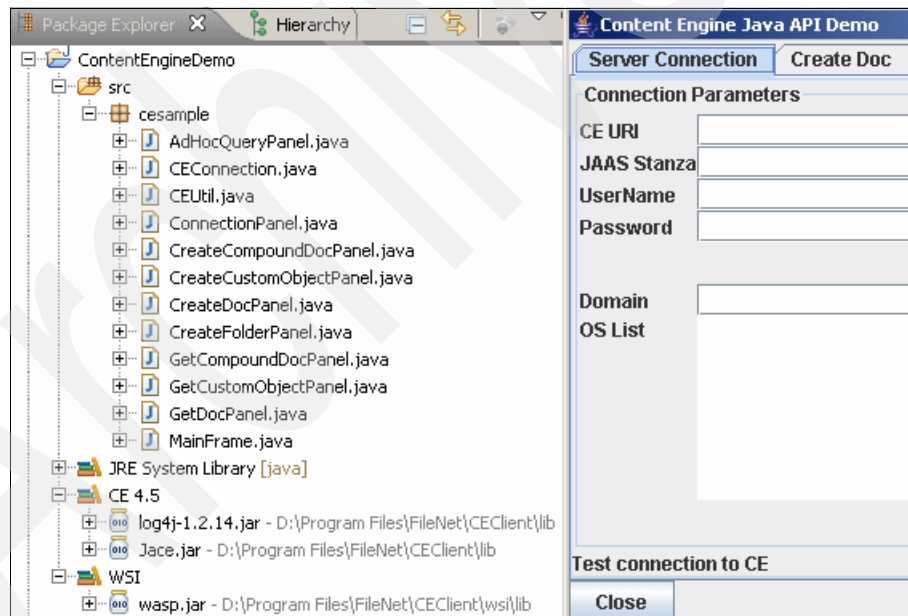 Package Explorer
Hierarchy
ContentEngineDemo
src
cesample
AdHocQueryPanel.java
CEConnection.java
CEUtil.java
ConnectionPanel.java
CreateCompoundDocPanel.java
CreateCustomObjectPanel.java
CreateDocPanel.java
CreateFolderPanel.java
GetCompoundDocPanel.java
GetCustomObjectPanel.java
GetDocPanel.java
MainFrame.java
JRE System Library [java]
CE 4.5
log4j-1.2.14.jar - D:\Program Files\FileNet\CEClient\lib
Jace.jar - D:\Program Files\FileNet\CEClient\lib
WSI
wasp.jar - D:\Program Files\FileNet\CEClient\wsi\lib
Content Engine Java API Demo
Server Connection
Create Doc
Connection Parameters
CE URI
JAAS Stanza
UserName
Password
Domain
OS List
Test connection to CE
Close